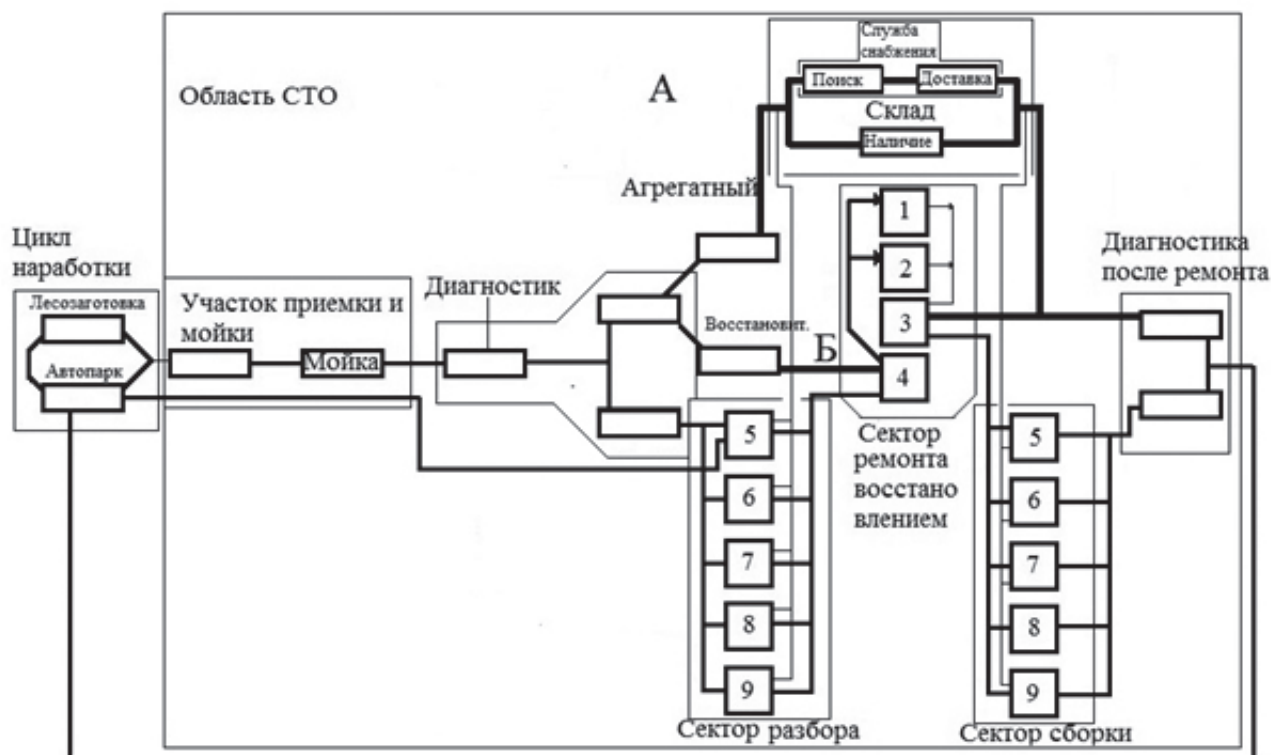 Область СТО
А
Служба
снабжения
Поиск
Доставка
Склад
Наличие
Агрегатный
Цикл
наработки
Лесозаготовка
Автопарк
Участок приемки и
мойки
Мойка
Диагностик
Восстановит.
Б
1
2
3
4
Сектор
ремонта
восстано
влением
Диагностика
после ремонта
5
6
7
8
9
Сектор разбора
5
6
7
8
9
Сектор сборки